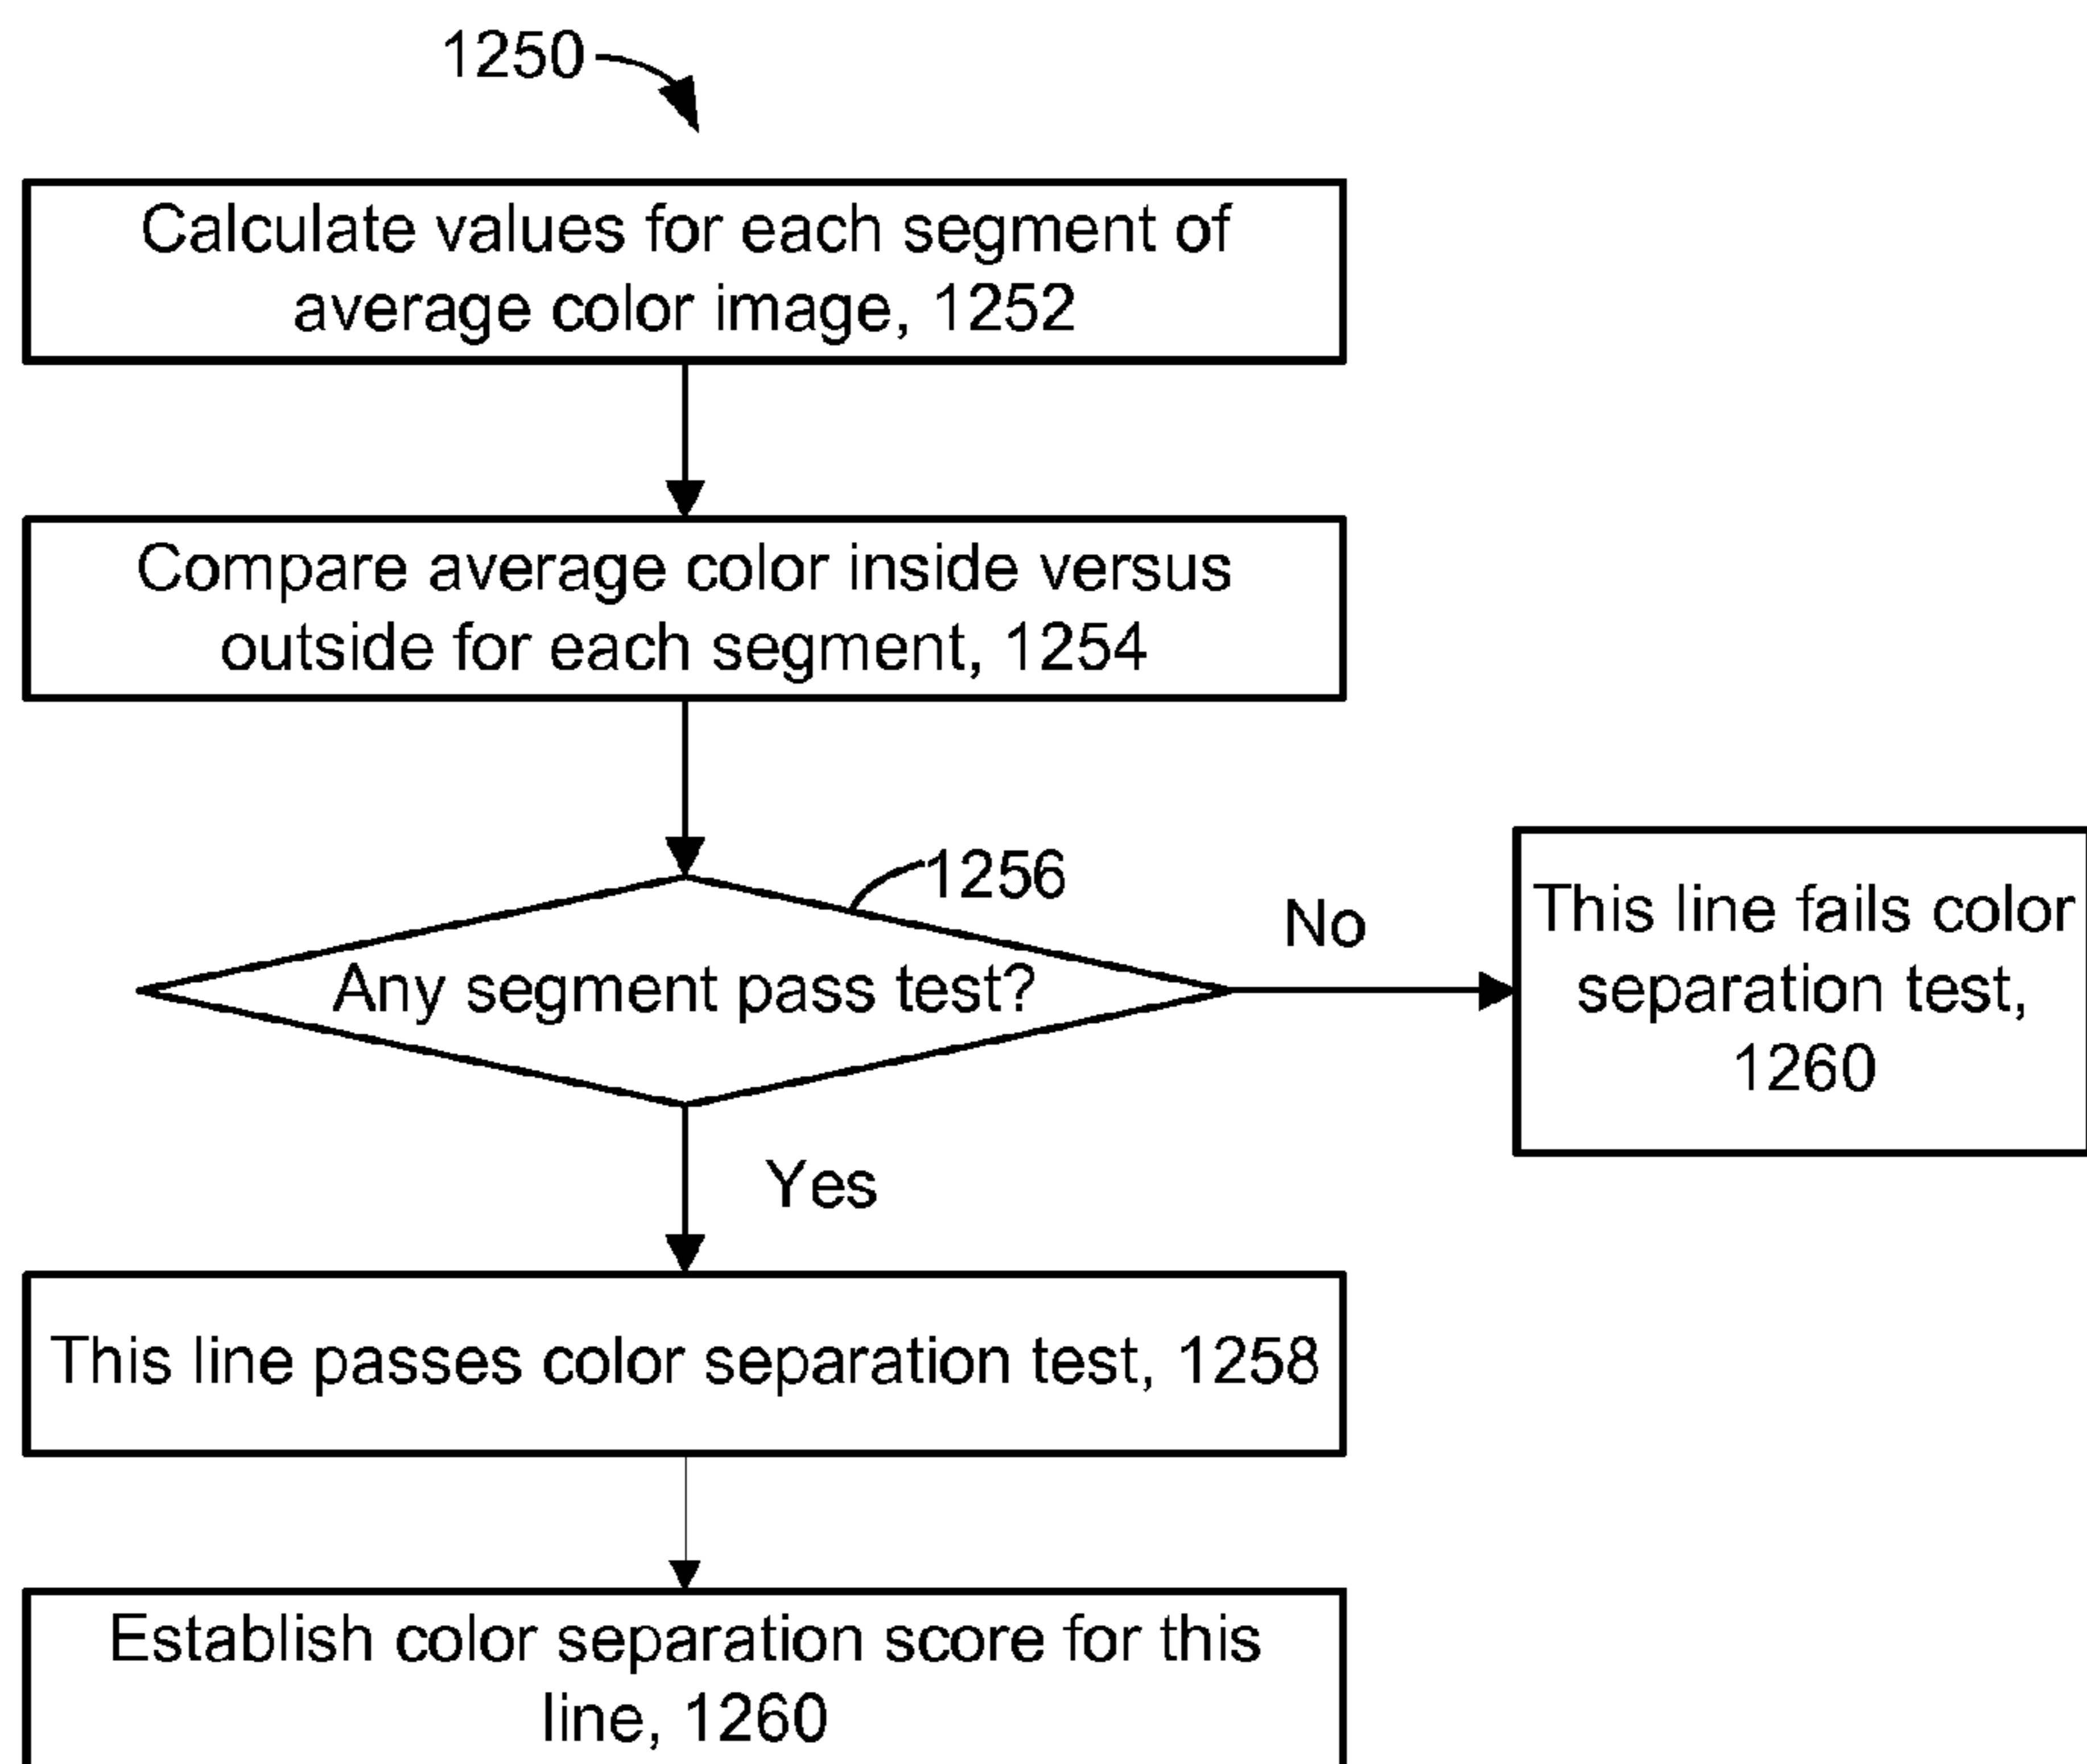 1250
Calculate values for each segment of
average color image, 1252
Compare average color inside versus
outside for each segment, 1254
1256
Any segment pass test?
No
This line fails color
separation test,
1260
Yes
This line passes color separation test, 1258
Establish color separation score for this
line, 1260